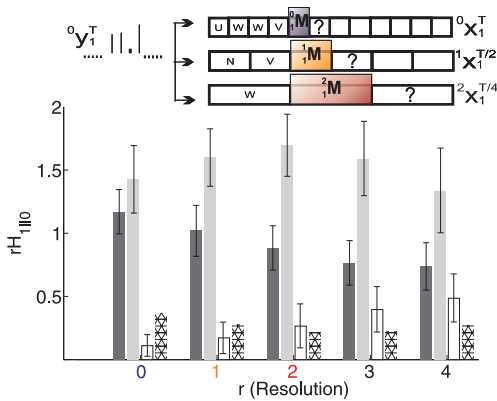 ⁰y₁ᵀ
U W W V ⁰₁M ? ⁰x₁ᵀ
N V ¹₁M ? ¹x₁ᵀ/²
W ²₁M ? ²x₁ᵀ/⁴
rH₁||₀
2
1.5
1
0.5
0 1 2 3 4
r (Resolution)